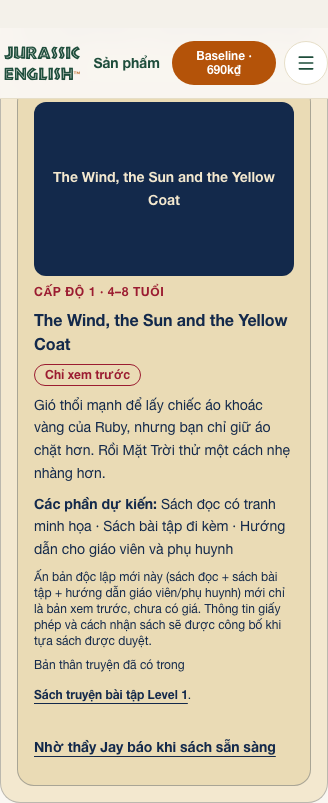 JURASSIC
ENGLISH™
Sản phẩm
Baseline ·
690k₫
The Wind, the Sun and the Yellow
Coat
CẤP ĐỘ 1 · 4–8 TUỔI
The Wind, the Sun and the Yellow
Coat
Chỉ xem trước
Gió thổi mạnh để lấy chiếc áo khoác
vàng của Ruby, nhưng bạn chỉ giữ áo
chặt hơn. Rồi Mặt Trời thử một cách nhẹ
nhàng hơn.
Các phần dự kiến: Sách đọc có tranh
minh họa · Sách bài tập đi kèm · Hướng
dẫn cho giáo viên và phụ huynh
Ấn bản độc lập mới này (sách đọc + sách bài
tập + hướng dẫn giáo viên/phụ huynh) mới chỉ
là bản xem trước, chưa có giá. Thông tin giấy
phép và cách nhận sách sẽ được công bố khi
tựa sách được duyệt.
Bản thân truyện đã có trong
Sách truyện bài tập Level 1.
Nhờ thầy Jay báo khi sách sẵn sàng